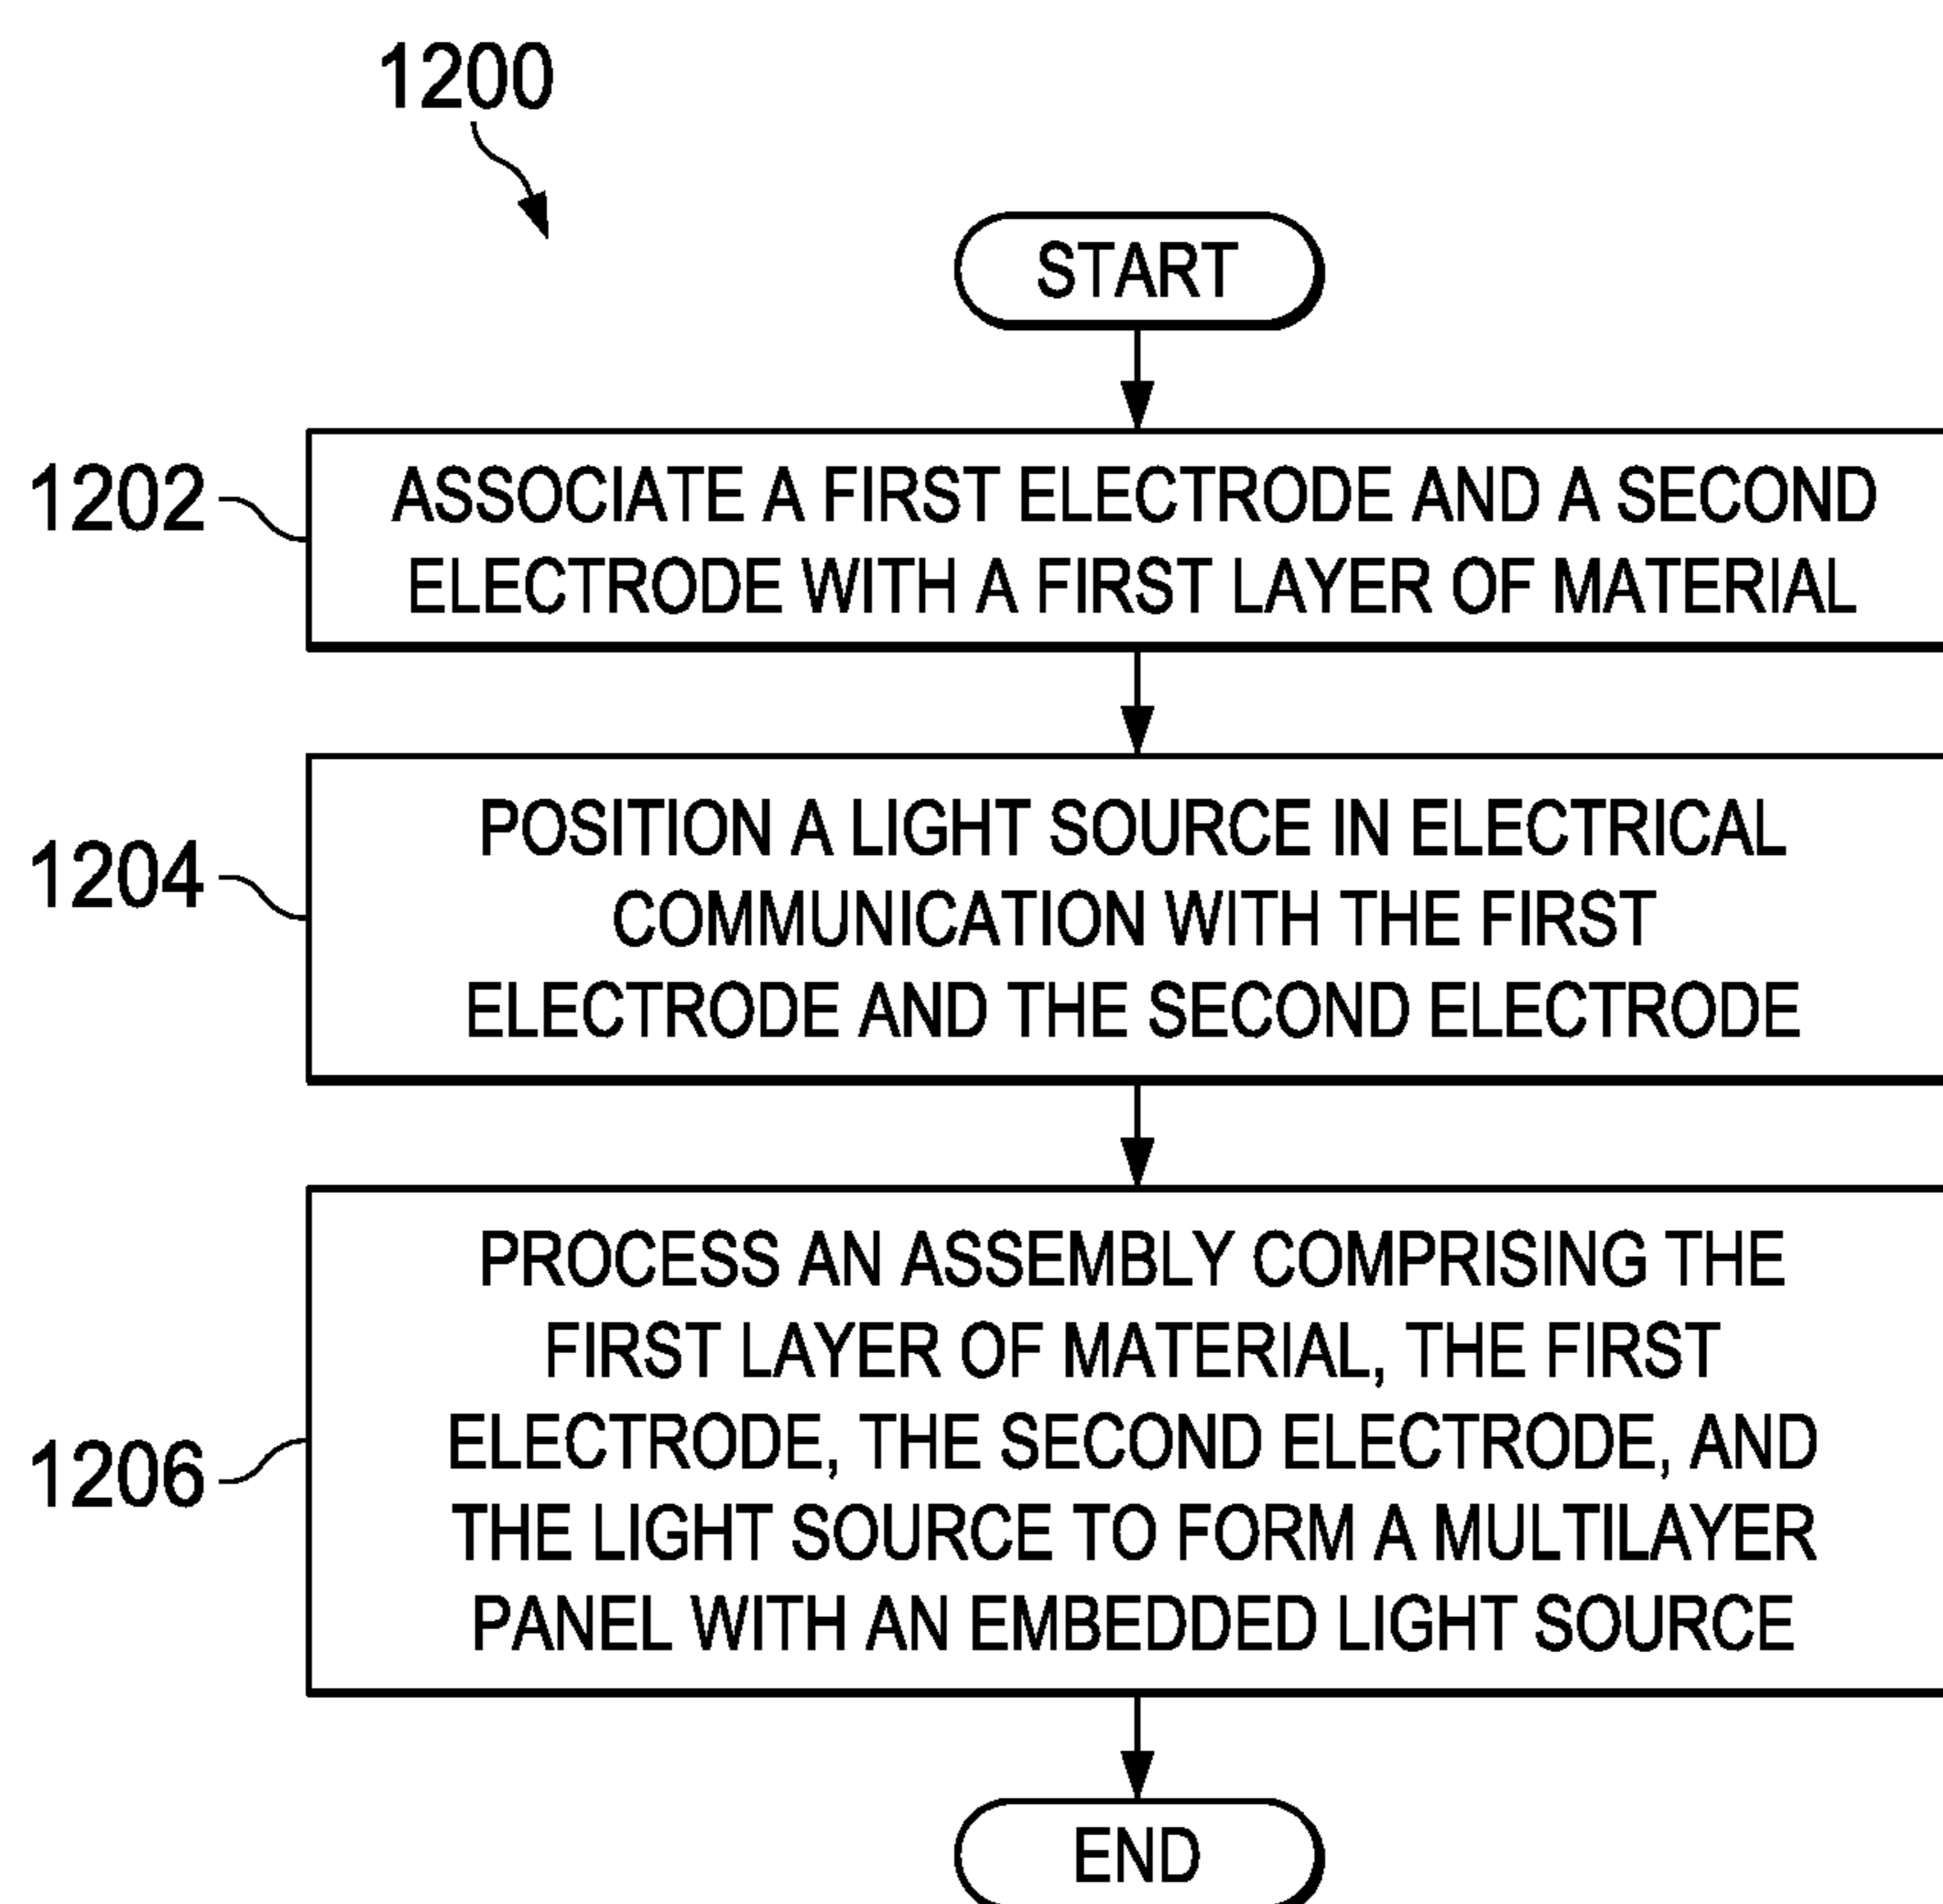 1200
START
1202
ASSOCIATE A FIRST ELECTRODE AND A SECOND
ELECTRODE WITH A FIRST LAYER OF MATERIAL
1204
POSITION A LIGHT SOURCE IN ELECTRICAL
COMMUNICATION WITH THE FIRST
ELECTRODE AND THE SECOND ELECTRODE
1206
PROCESS AN ASSEMBLY COMPRISING THE
FIRST LAYER OF MATERIAL, THE FIRST
ELECTRODE, THE SECOND ELECTRODE, AND
THE LIGHT SOURCE TO FORM A MULTILAYER
PANEL WITH AN EMBEDDED LIGHT SOURCE
END